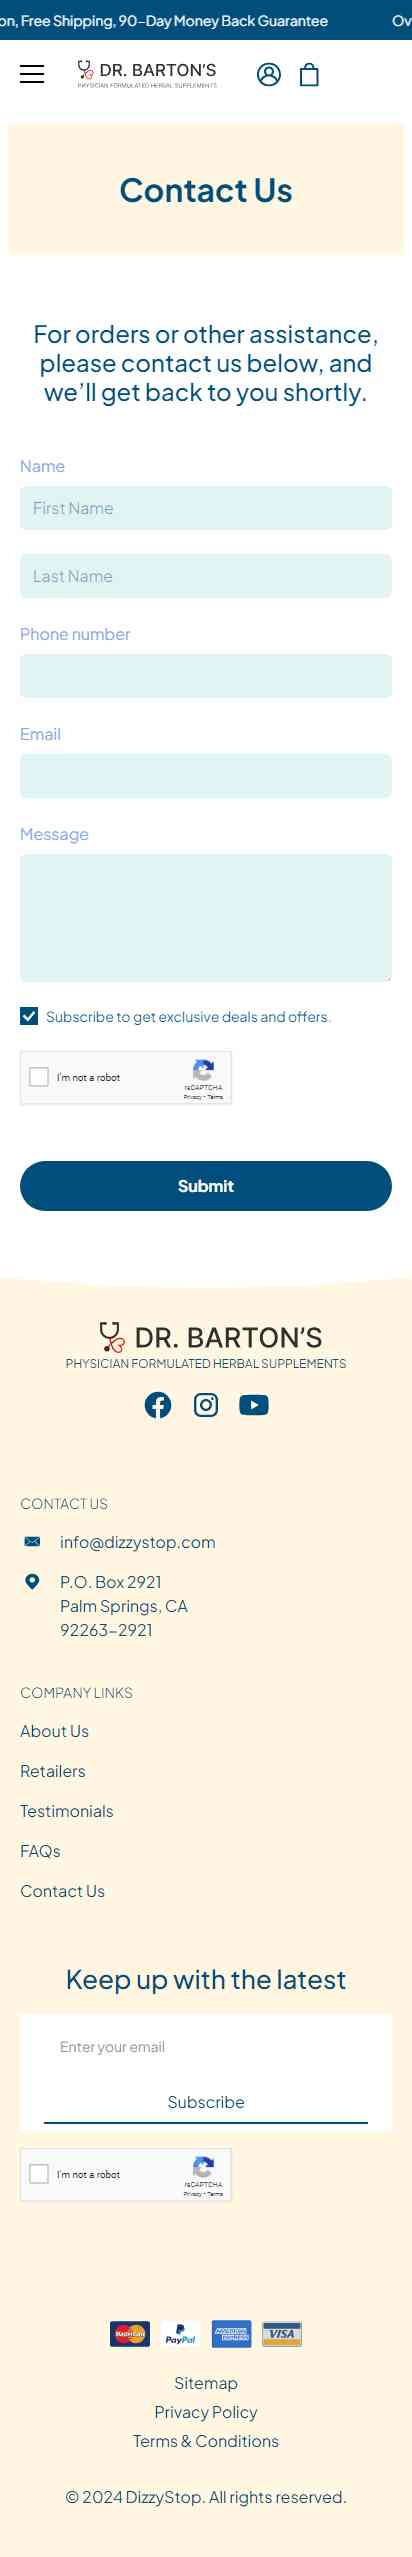 on, Free Shipping, 90-Day Money Back Guarantee
Ov
DR. BARTON'S
PHYSICIAN FORMULATED HERBAL SUPPLEMENTS
Contact Us
For orders or other assistance,
please contact us below, and
we'll get back to you shortly.
Name
First Name
Last Name
Phone number
Email
Message
Subscribe to get exclusive deals and offers.
I'm not a robot
reCAPTCHA
Privacy - Terms
Submit
DR. BARTON'S
PHYSICIAN FORMULATED HERBAL SUPPLEMENTS
CONTACT US
info@dizzystop.com
P.O. Box 2921
Palm Springs, CA
92263-2921
COMPANY LINKS
About Us
Retailers
Testimonials
FAQs
Contact Us
Keep up with the latest
Enter your email
Subscribe
I'm not a robot
reCAPTCHA
Privacy - Terms
MasterCard
PayPal
AMERICAN EXPRESS
VISA
Sitemap
Privacy Policy
Terms & Conditions
© 2024 DizzyStop. All rights reserved.